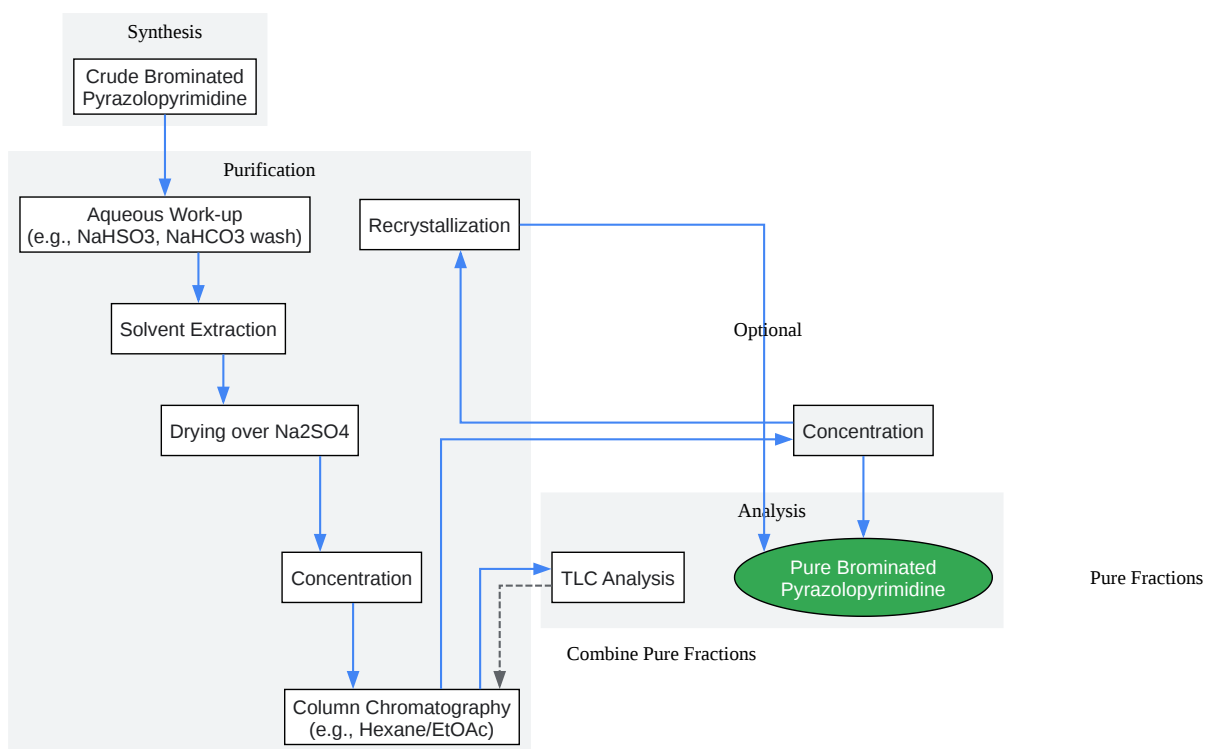 Synthesis
Crude Brominated
Pyrazolopyrimidine
Purification
Aqueous Work-up
(e.g., NaHSO3, NaHCO3 wash)
Recrystallization
Solvent Extraction
Optional
Drying over Na2SO4
Concentration
Analysis
Concentration
TLC Analysis
Pure Brominated
Pyrazolopyrimidine
Pure Fractions
Combine Pure Fractions
Column Chromatography
(e.g., Hexane/EtOAc)